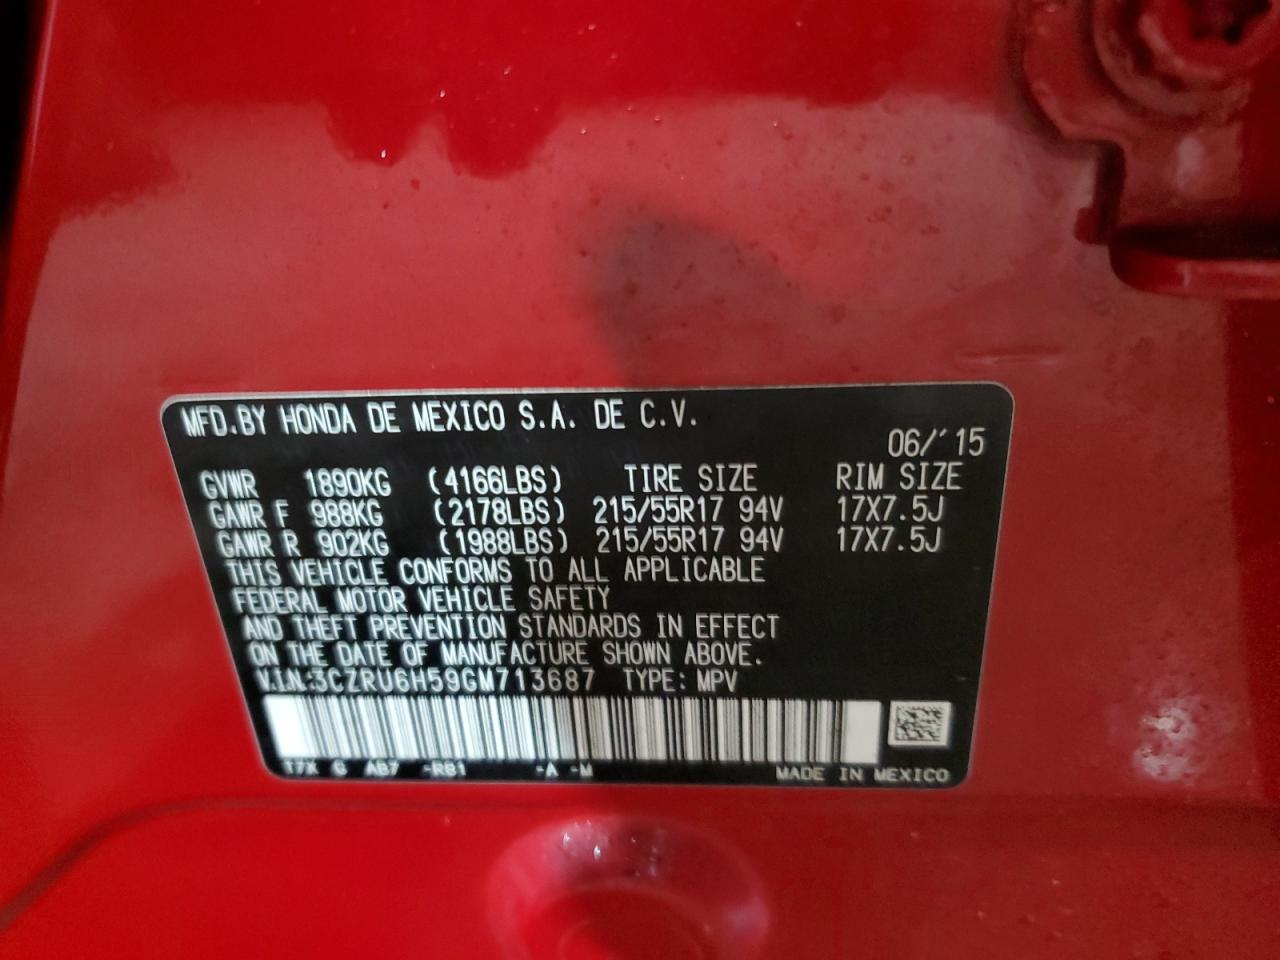 MFD.BY HONDA DE MEXICO S.A. DE C.V.
06/'15
GVWR 1890KG (4166LBS) TIRE SIZE RIM SIZE
GAWR F 988KG (2178LBS) 215/55R17 94V 17X7.5J
GAWR R 902KG (1988LBS) 215/55R17 94V 17X7.5J
THIS VEHICLE CONFORMS TO ALL APPLICABLE
FEDERAL MOTOR VEHICLE SAFETY
AND THEFT PREVENTION STANDARDS IN EFFECT
ON THE DATE OF MANUFACTURE SHOWN ABOVE.
V.I.N:3CZRU6H59GM713687 TYPE: MPV
T7X G AB7 -R81 -A -M MADE IN MEXICO